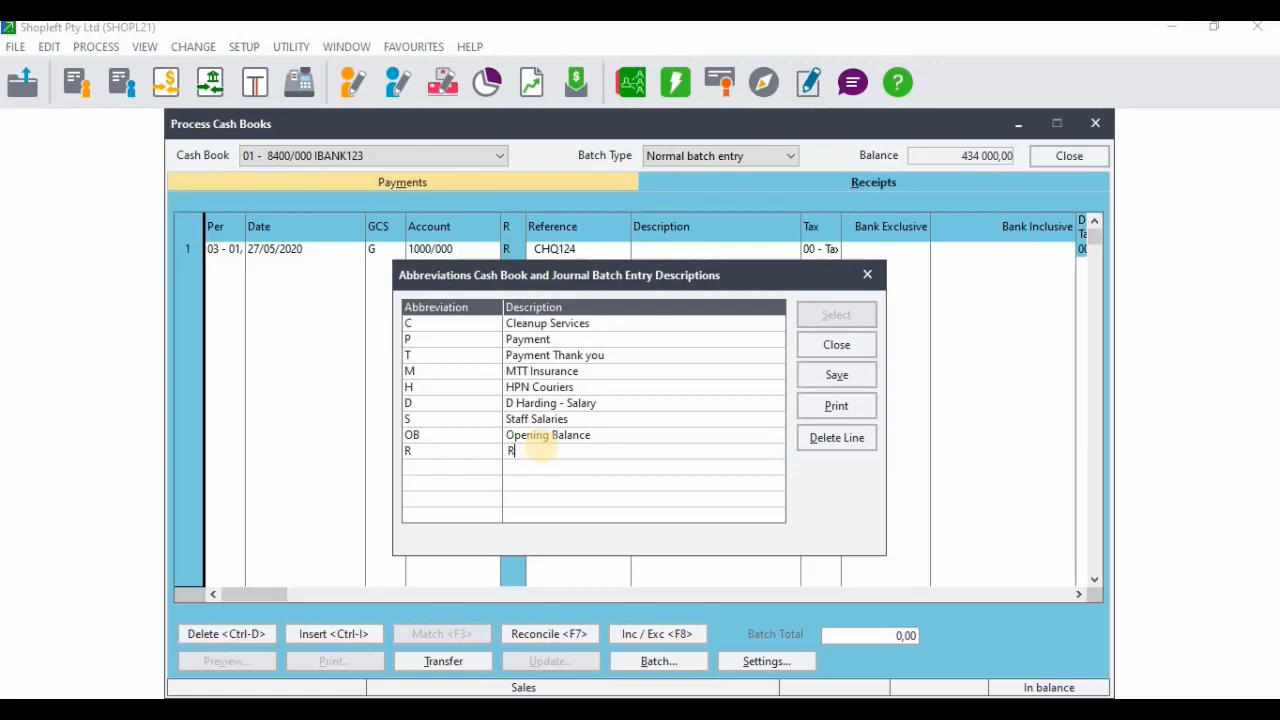 Shopleft Pty Ltd (SHOPL21)
FILE EDIT PROCESS VIEW CHANGE SETUP UTILITY WINDOW FAVOURITES HELP
Process Cash Books
Cash Book 01 - 8400/000 IBANK123 Batch Type Normal batch entry Balance 434 000,00 Close
Payments Receipts
Per Date GCS Account R Reference Description Tax Bank Exclusive Bank Inclusive D
Ta
1 03 - 01, 27/05/2020 G 1000/000 R CHQ124 00 - Tax 00
Abbreviations Cash Book and Journal Batch Entry Descriptions
Abbreviation Description
Select
C Cleanup Services
P Payment
Close
T Payment Thank you
M MTT Insurance
Save
H HPN Couriers
D D Harding - Salary
Print
S Staff Salaries
OB Opening Balance
Delete Line
R R
Delete <Ctrl-D> Insert <Ctrl-I> Match <F3> Reconcile <F7> Inc / Exc <F8> Batch Total 0,00
Preview... Print... Transfer Update... Batch... Settings...
Sales In balance